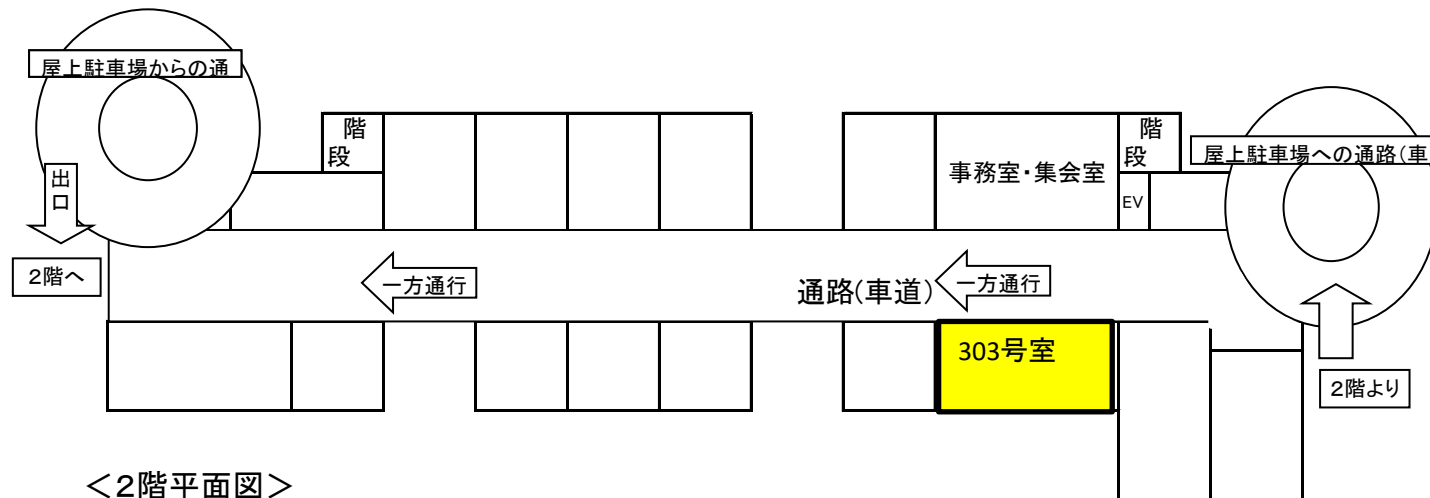 屋上駐車場からの通
階
段
階
段
屋上駐車場への通路(車
事務室・集会室
出
口
EV
2階へ
一方通行
通路(車道)
一方通行
303号室
2階より
＜2階平面図＞